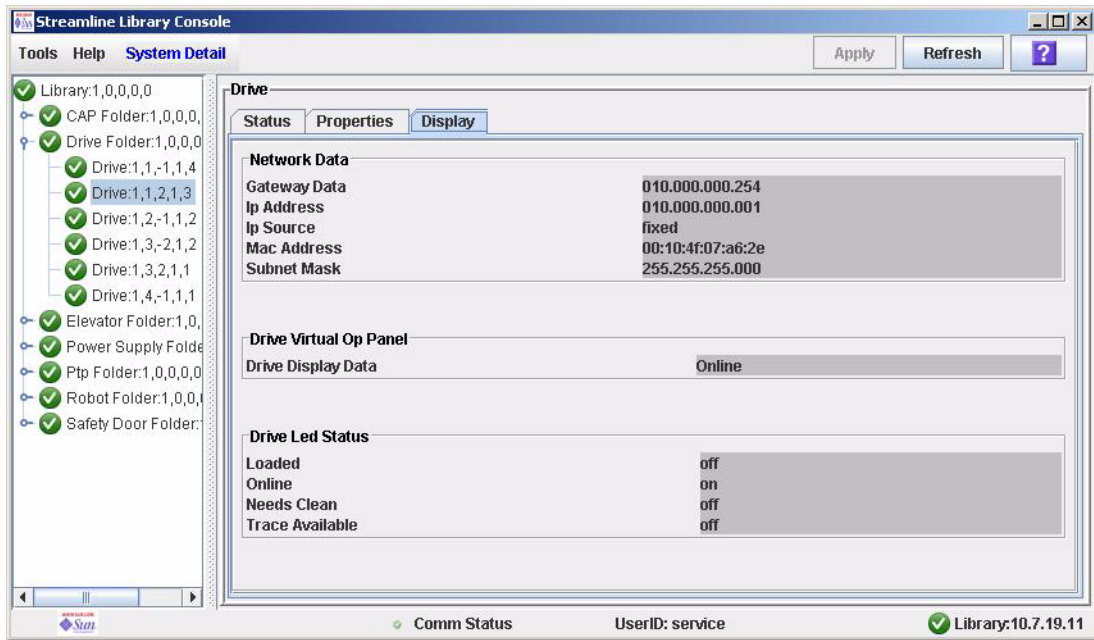 Streamline Library Console
Tools Help System Detail Apply Refresh ?
Library:1,0,0,0,0
CAP Folder:1,0,0,0,
Drive Folder:1,0,0,0
Drive:1,1,-1,1,4
Drive:1,1,2,1,3
Drive:1,2,-1,1,2
Drive:1,3,-2,1,2
Drive:1,3,2,1,1
Drive:1,4,-1,1,1
Elevator Folder:1,0,
Power Supply Folde
Ptp Folder:1,0,0,0,0
Robot Folder:1,0,0,
Safety Door Folder:
Drive
Status Properties Display
Network Data
Gateway Data 010.000.000.254
Ip Address 010.000.000.001
Ip Source fixed
Mac Address 00:10:4f:07:a6:2e
Subnet Mask 255.255.255.000
Drive Virtual Op Panel
Drive Display Data Online
Drive Led Status
Loaded off
Online on
Needs Clean off
Trace Available off
Sun Comm Status UserID: service Library:10.7.19.11